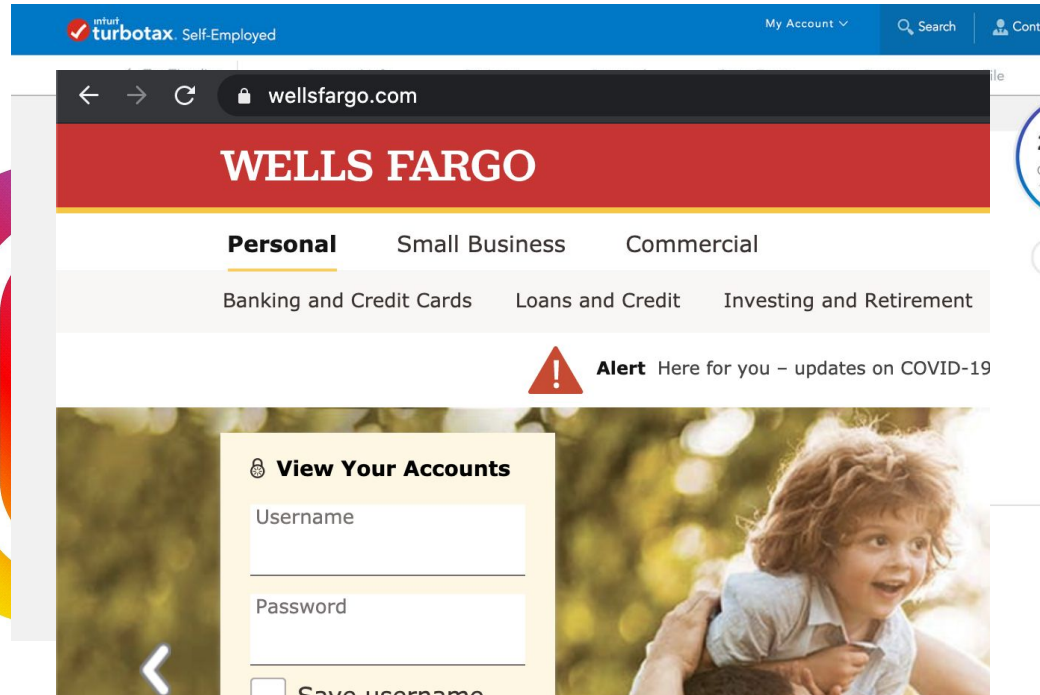 intuit
turbotax. Self-Employed
My Account
Search
Cont
ile
wellsfargo.com
WELLS FARGO
Personal Small Business Commercial
Banking and Credit Cards Loans and Credit Investing and Retirement
Alert Here for you – updates on COVID-19
View Your Accounts
Username
Password
Save username